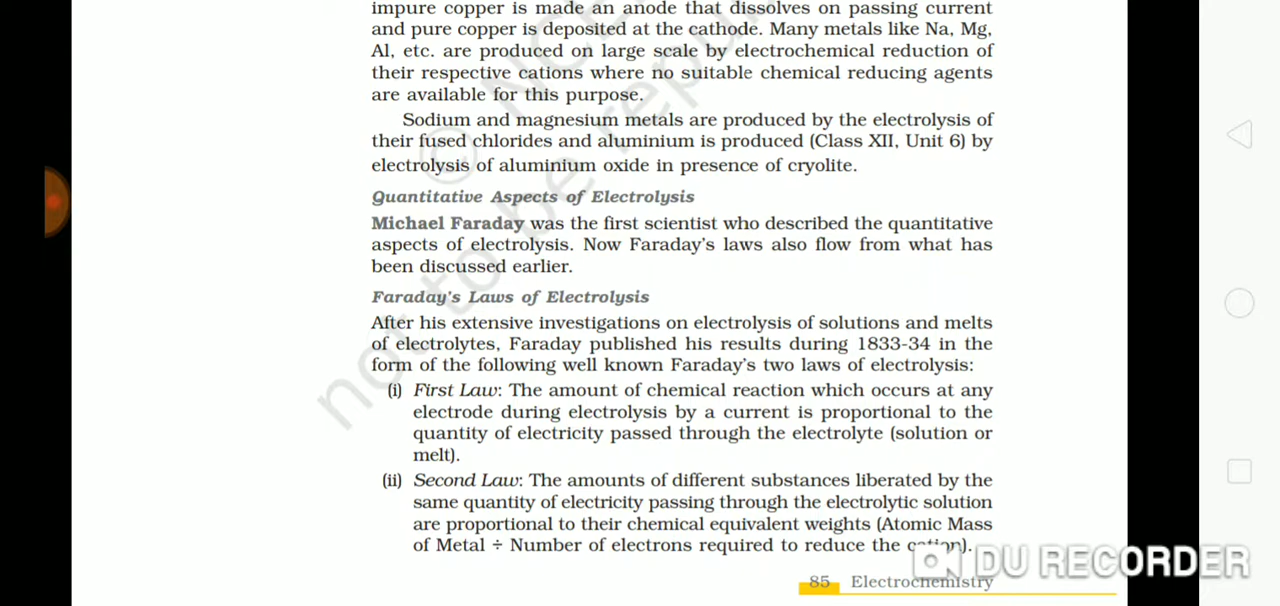 impure copper is made an anode that dissolves on passing current
and pure copper is deposited at the cathode. Many metals like Na, Mg,
Al, etc. are produced on large scale by electrochemical reduction of
their respective cations where no suitable chemical reducing agents
are available for this purpose.
Sodium and magnesium metals are produced by the electrolysis of
their fused chlorides and aluminium is produced (Class XII, Unit 6) by
electrolysis of aluminium oxide in presence of cryolite.
Quantitative Aspects of Electrolysis
Michael Faraday was the first scientist who described the quantitative
aspects of electrolysis. Now Faraday's laws also flow from what has
been discussed earlier.
Faraday's Laws of Electrolysis
After his extensive investigations on electrolysis of solutions and melts
of electrolytes, Faraday published his results during 1833-34 in the
form of the following well known Faraday's two laws of electrolysis:
(i) First Law: The amount of chemical reaction which occurs at any
electrode during electrolysis by a current is proportional to the
quantity of electricity passed through the electrolyte (solution or
melt).
(ii) Second Law: The amounts of different substances liberated by the
same quantity of electricity passing through the electrolytic solution
are proportional to their chemical equivalent weights (Atomic Mass
of Metal ÷ Number of electrons required to reduce the cation).
DU RECORDER
85 Electrochemistry
© NCE
not to be repu